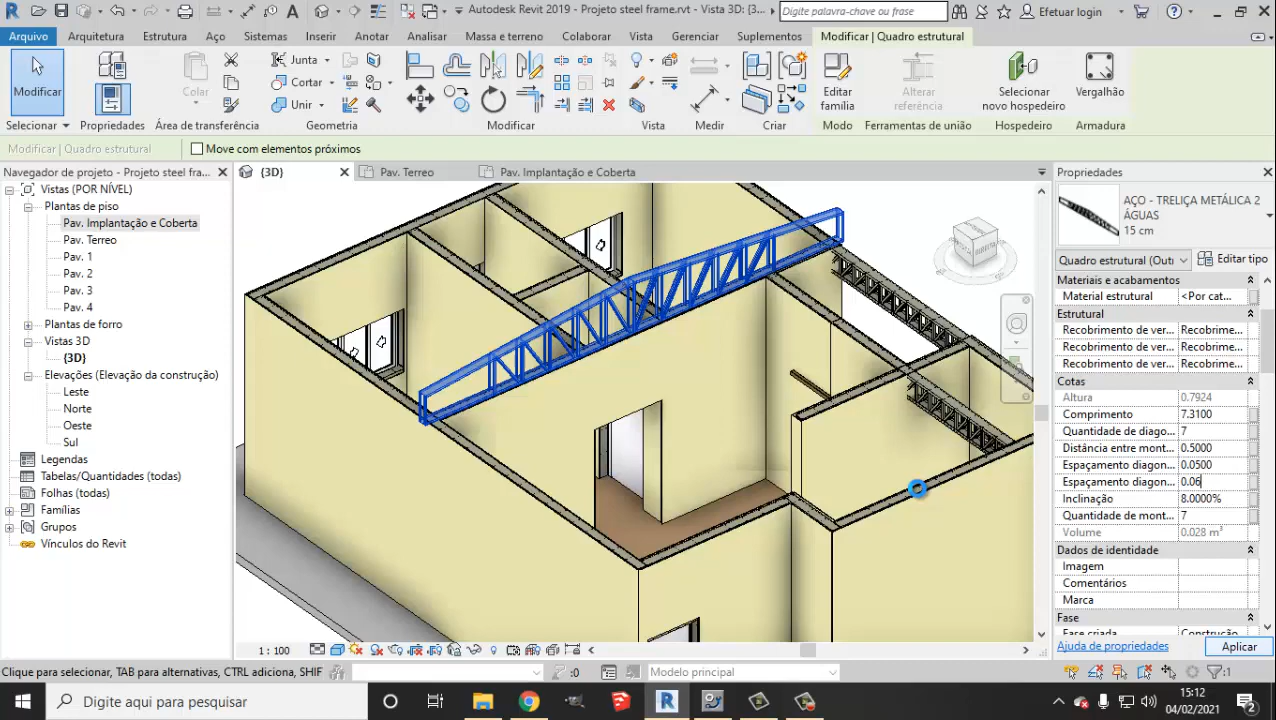 Autodesk Revit 2019 - Projeto steel frame.rvt - Vista 3D: {3...
Digite palavra-chave ou frase
Efetuar login
Arquivo Arquitetura Estrutura Aço Sistemas Inserir Anotar Analisar Massa e terreno Colaborar Vista Gerenciar Suplementos Modificar | Quadro estrutural
Modificar
Propriedades
Colar
Junta
Cortar
Unir
Editar família
Alterar referência
Selecionar novo hospedeiro
Vergalhão
Selecionar Propriedades Área de transferência Geometria Modificar Vista Medir Criar Modo Ferramentas de união Hospedeiro Armadura
Modificar | Quadro estrutural Move com elementos próximos
Navegador de projeto - Projeto steel fra...
{3D} Pav. Terreo Pav. Implantação e Coberta
Propriedades
Vistas (POR NÍVEL)
Plantas de piso
Pav. Implantação e Coberta
Pav. Terreo
Pav. 1
Pav. 2
Pav. 3
Pav. 4
Plantas de forro
Vistas 3D
{3D}
Elevações (Elevação da construção)
Leste
Norte
Oeste
Sul
Legendas
Tabelas/Quantidades (todas)
Folhas (todas)
Famílias
Grupos
Vínculos do Revit
AÇO - TRELIÇA METÁLICA 2 ÁGUAS
15 cm
Quadro estrutural (Outr Editar tipo
Materiais e acabamentos
Material estrutural <Por cat...
Estrutural
Recobrimento de ver... Recobrime...
Recobrimento de ver... Recobrime...
Recobrimento de ver... Recobrime...
Cotas
Altura 0.7924
Comprimento 7.3100
Quantidade de diago... 7
Distância entre mont... 0.5000
Espaçamento diagon... 0.0500
Espaçamento diagon... 0.06
Inclinação 8.0000%
Quantidade de mont... 7
Volume 0.028 m³
Dados de identidade
Imagem
Comentários
Marca
Fase
Fase criada Construção
Ajuda de propriedades Aplicar
1 : 100
Clique para selecionar, TAB para alternativas, CTRL adiciona, SHIF
:0
Modelo principal
:1
Digite aqui para pesquisar
15:12
04/02/2021
2